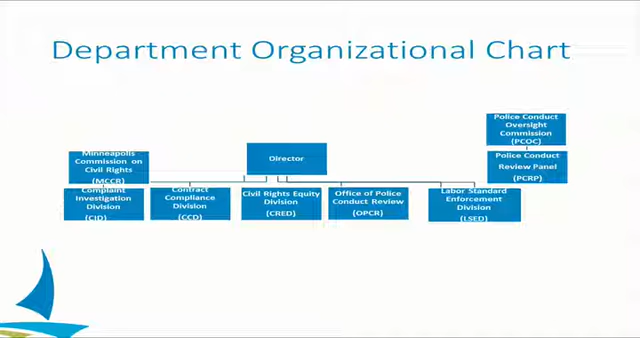 Department Organizational Chart
Police Conduct
Oversight
Commission
(PCOC)
Minneapolis
Commission on
Civil Rights
(MCCR)
Director
Police Conduct
Review Panel
(PCRP)
Complaint
Investigation
Division
(CID)
Contract
Compliance
Division
(CCD)
Civil Rights Equity
Division
(CRED)
Office of Police
Conduct Review
(OPCR)
Labor Standard
Enforcement
Division
(LSED)